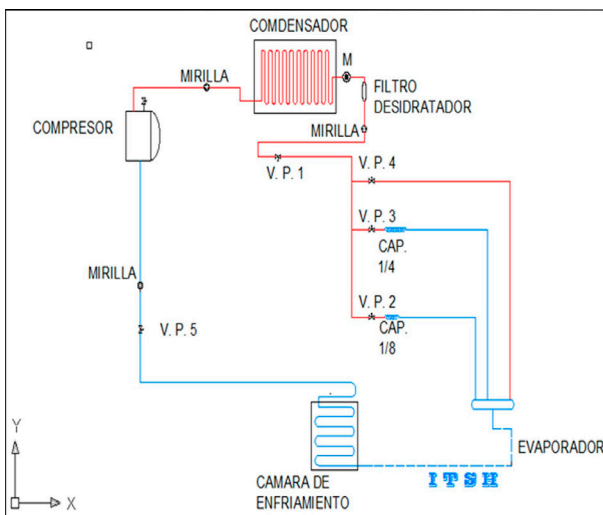 COMDENSADOR
M
MIRILLA
FILTRO
DESIDRATADOR
COMPRESOR
MIRILLA
V. P. 1
V. P. 4
V. P. 3
CAP.
1/4
MIRILLA
V. P. 2
CAP.
1/8
V. P. 5
Y
X
EVAPORADOR
I T S H
CAMARA DE
ENFRIAMIENTO